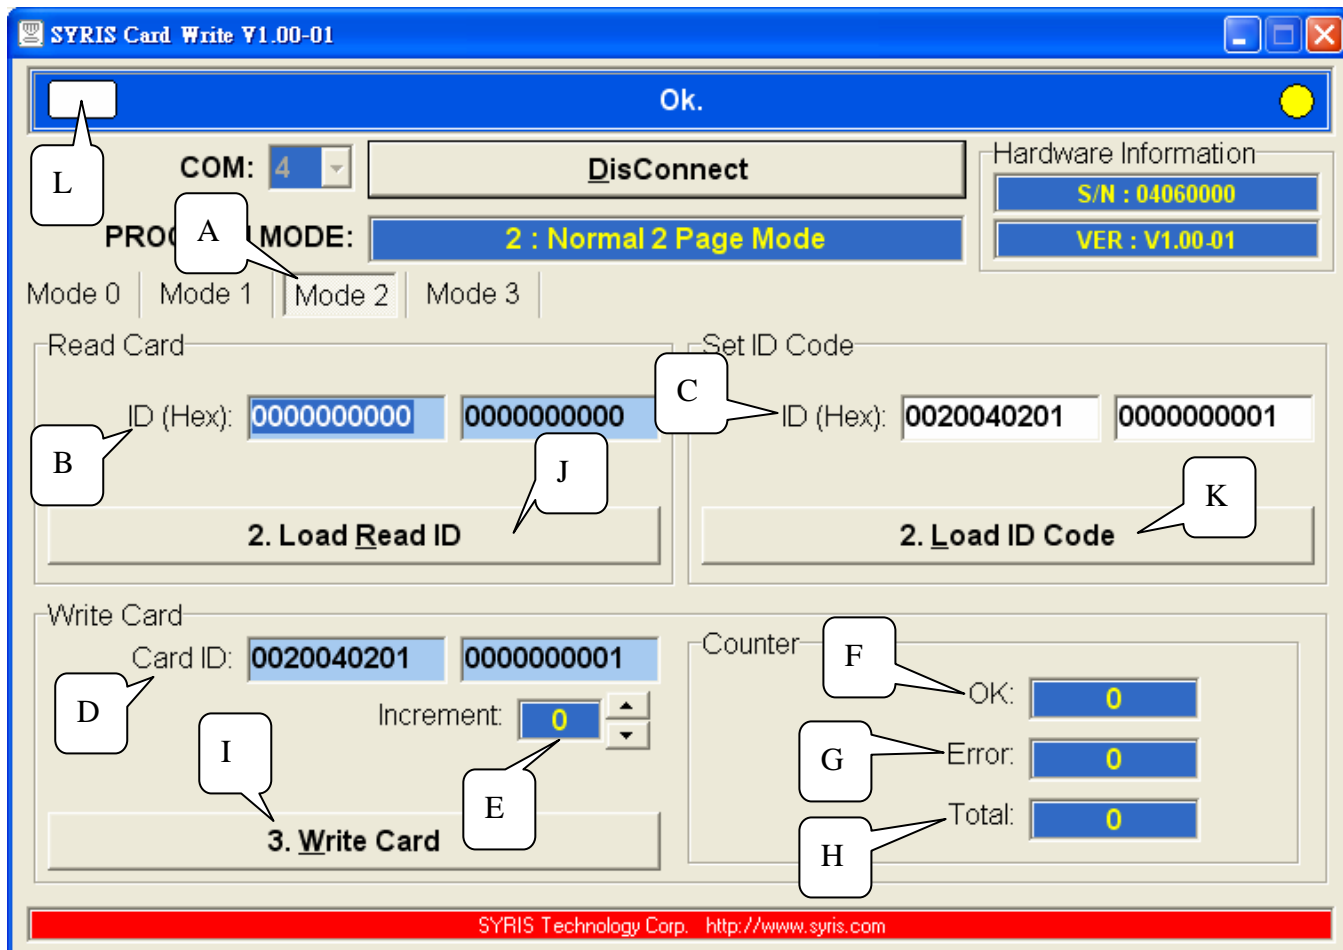 SYRIS Card Write V1.00-01
Ok.
L
COM: 4
DisConnect
Hardware Information
S/N : 04060000
VER : V1.00-01
A
MODE:
2 : Normal 2 Page Mode
Mode 0 Mode 1 Mode 2 Mode 3
Read Card
ID (Hex): 0000000000 0000000000
B
J
2. Load Read ID
Set ID Code
C
ID (Hex): 0020040201 0000000001
K
2. Load ID Code
Write Card
Card ID: 0020040201 0000000001
D
Increment: 0
I
E
3. Write Card
Counter
F
OK: 0
G
Error: 0
Total: 0
H
SYRIS Technology Corp. http://www.syris.com